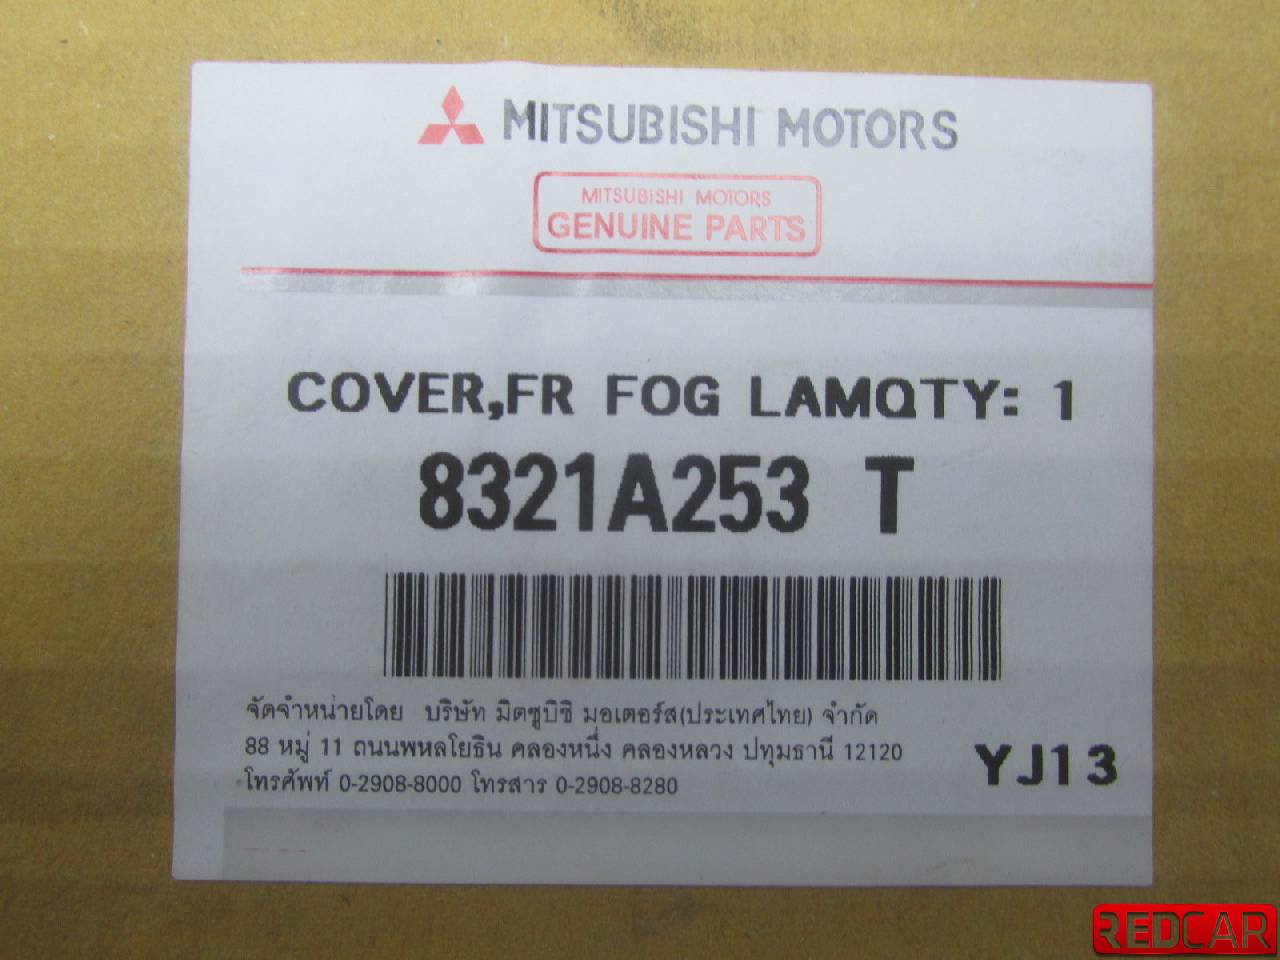 MITSUBISHI MOTORS
MITSUBISHI MOTORS
GENUINE PARTS
COVER,FR FOG LAMQTY: 1
8321A253 T
จัดจำหน่ายโดย บริษัท มิตซูบิชิ มอเตอร์ส(ประเทศไทย) จำกัด
88 หมู่ 11 ถนนพหลโยธิน คลองหนึ่ง คลองหลวง ปทุมธานี 12120
โทรศัพท์ 0-2908-8000 โทรสาร 0-2908-8280
YJ13
REDCAR